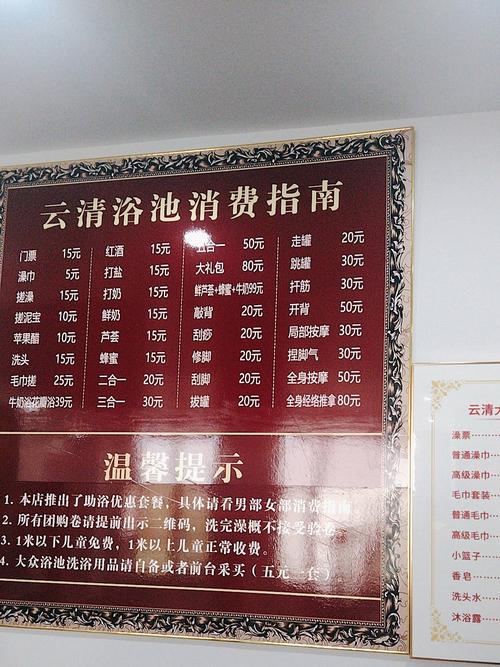 云清浴池消费指南
门票 15元 红酒 15元 五合一 50元 走罐 20元
澡巾 5元 打盐 15元 大礼包 80元 跳罐 30元
搓澡 15元 打奶 15元 鲜芦荟+蜂蜜+牛奶99元 扦筋 30元
搓泥宝 10元 鲜奶 15元 敲背 20元 开背 50元
苹果醋 10元 芦荟 15元 刮痧 20元 局部按摩 30元
洗头 15元 蜂蜜 15元 修脚 20元 捏脚气 30元
毛巾搓 25元 二合一 20元 刮脚 20元 全身按摩 50元
牛奶浴花瓣浴39元 三合一 30元 拔罐 20元 全身经络推拿 80元
温馨提示
1. 本店推出了助浴优惠套餐，具体请看男部女部消费指南
2. 所有团购卷请提前出示二维码，洗完澡概不接受验卷
3. 1米以下儿童免费，1米以上儿童正常收费。
4. 大众浴池洗浴用品请自备或者前台采买（五元一套）
云清大
澡票
普通澡巾
高级澡巾
毛巾套装
普通毛巾
高级毛巾
小篮子
香皂
洗头水
沐浴露